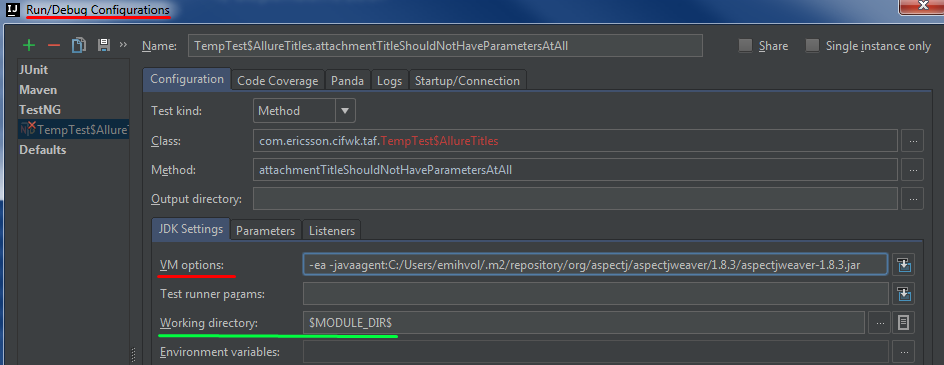 IJ Run/Debug Configurations
Name: TempTest$AllureTitles.attachmentTitleShouldNotHaveParametersAtAll Share Single instance only
JUnit
Maven
TestNG
TempTest$AllureT
Defaults
Configuration Code Coverage Panda Logs Startup/Connection
Test kind: Method
Class: com.ericsson.cifwk.taf.TempTest$AllureTitles ...
Method: attachmentTitleShouldNotHaveParametersAtAll ...
Output directory: ...
JDK Settings Parameters Listeners
VM options: -ea -javaagent:C:/Users/emihvol/.m2/repository/org/aspectj/aspectjweaver/1.8.3/aspectjweaver-1.8.3.jar
Test runner params:
Working directory: $MODULE_DIR$ ...
Environment variables: ...